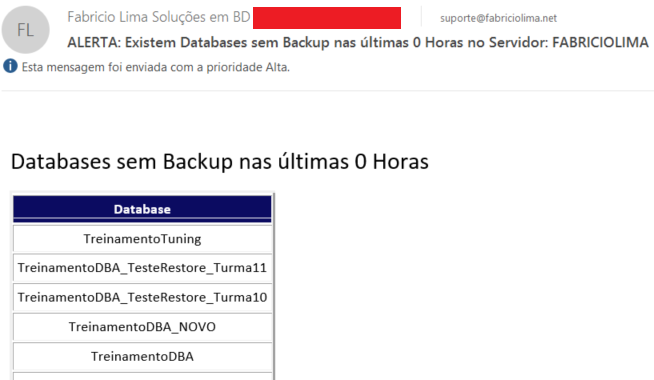 FL
Fabricio Lima Soluções em BD
suporte@fabriciolima.net
ALERTA: Existem Databases sem Backup nas últimas 0 Horas no Servidor: FABRICIOLIMA
Esta mensagem foi enviada com a prioridade Alta.
Databases sem Backup nas últimas 0 Horas
Database
TreinamentoTuning
TreinamentoDBA_TesteRestore_Turma11
TreinamentoDBA_TesteRestore_Turma10
TreinamentoDBA_NOVO
TreinamentoDBA